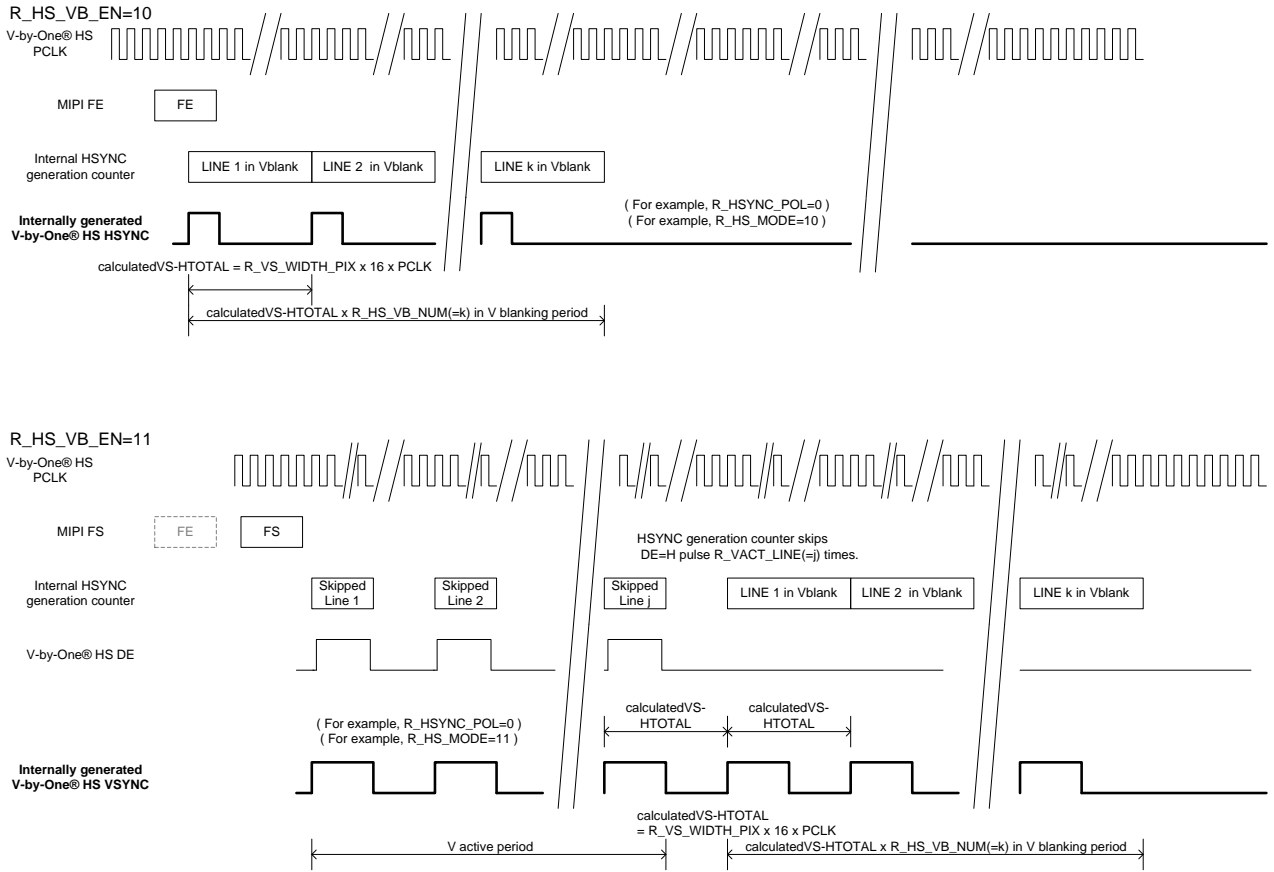 R_HS_VB_EN=10
V-by-One® HS
PCLK
MIPI FE
FE
Internal HSYNC
generation counter
LINE 1 in Vblank
LINE 2 in Vblank
LINE k in Vblank
Internally generated
V-by-One® HS HSYNC
( For example, R_HSYNC_POL=0 )
( For example, R_HS_MODE=10 )
calculatedVS-HTOTAL = R_VS_WIDTH_PIX x 16 x PCLK
calculatedVS-HTOTAL x R_HS_VB_NUM(=k) in V blanking period
R_HS_VB_EN=11
V-by-One® HS
PCLK
MIPI FS
FE
FS
HSYNC generation counter skips
DE=H pulse R_VACT_LINE(=j) times.
Internal HSYNC
generation counter
Skipped
Line 1
Skipped
Line 2
Skipped
Line j
LINE 1 in Vblank
LINE 2 in Vblank
LINE k in Vblank
V-by-One® HS DE
( For example, R_HSYNC_POL=0 )
( For example, R_HS_MODE=11 )
calculatedVS-
HTOTAL
calculatedVS-
HTOTAL
Internally generated
V-by-One® HS VSYNC
calculatedVS-HTOTAL
= R_VS_WIDTH_PIX x 16 x PCLK
V active period
calculatedVS-HTOTAL x R_HS_VB_NUM(=k) in V blanking period